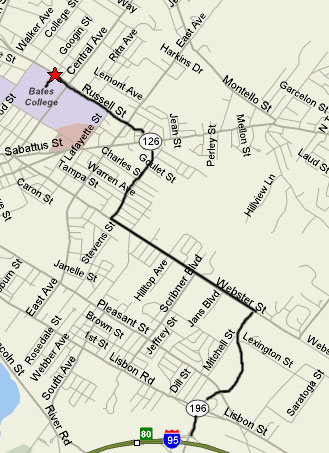 Walker Ave
College St
Googin St
Central Ave
Rita Ave
East Ave
Harkins Dr
Lemont Ave
Montello St
Garcelon St
Bates
College
Russell St
Jean St
Perley St
Mellon St
126
Lafayette St
Sabattus St
Charles St
Goulet St
Laud St
Tampa St
Warren Ave
Caron St
Hillview Ln
Stevens St
Janelle St
Hilltop Ave
Scribner Blvd
Webster St
East Ave
Jans Blvd
Pleasant St
Brown St
1st St
Jeffrey St
Mitchell St
Lexington St
Rosedale St
Webber Ave
South Ave
Lisbon Rd
Dill St
Saratoga St
196
Lisbon St
River Rd
80
95